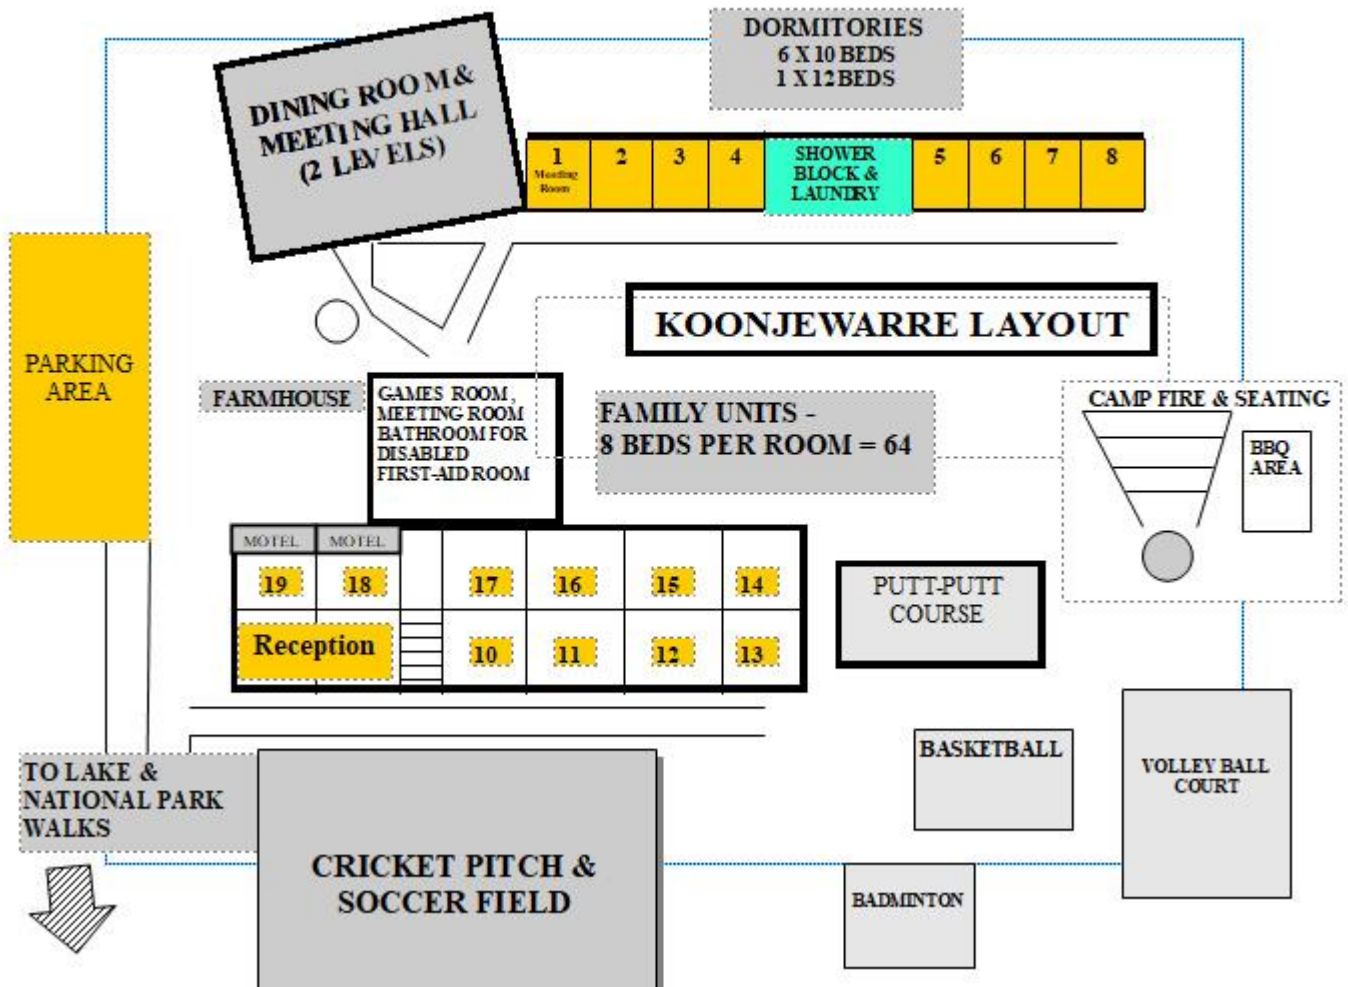 DORMITORIES
6 X 10 BEDS
1 X 12 BEDS
DINING ROOM &
MEETING HALL
(2 LEVELS)
1
Meeting
Room
2
3
4
SHOWER
BLOCK &
LAUNDRY
5
6
7
8
KOONJEWARRE LAYOUT
PARKING
AREA
FARMHOUSE
GAMES ROOM,
MEETING ROOM
BATHROOM FOR
DISABLED
FIRST-AID ROOM
FAMILY UNITS -
8 BEDS PER ROOM = 64
CAMP FIRE & SEATING
BBQ
AREA
MOTEL
MOTEL
19
18
17
16
15
14
Reception
10
11
12
13
PUTT-PUTT
COURSE
BASKETBALL
VOLLEY BALL
COURT
TO LAKE &
NATIONAL PARK
WALKS
CRICKET PITCH &
SOCCER FIELD
BADMINTON